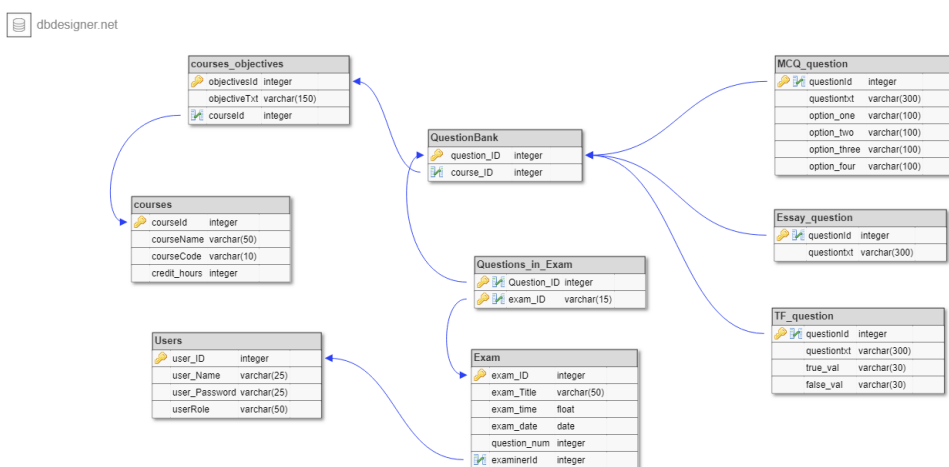 dbdesigner.net
courses_objectives
objectivesId integer
objectiveTxt varchar(150)
courseId integer
MCQ_question
questionId integer
questiontxt varchar(300)
option_one varchar(100)
option_two varchar(100)
option_three varchar(100)
option_four varchar(100)
QuestionBank
question_ID integer
course_ID integer
courses
courseId integer
courseName varchar(50)
courseCode varchar(10)
credit_hours integer
Essay_question
questionId integer
questiontxt varchar(300)
Questions_in_Exam
Question_ID integer
exam_ID varchar(15)
TF_question
questionId integer
questiontxt varchar(300)
true_val varchar(30)
false_val varchar(30)
Users
user_ID integer
user_Name varchar(25)
user_Password varchar(25)
userRole varchar(50)
Exam
exam_ID integer
exam_Title varchar(50)
exam_time float
exam_date date
question_num integer
examinerId integer